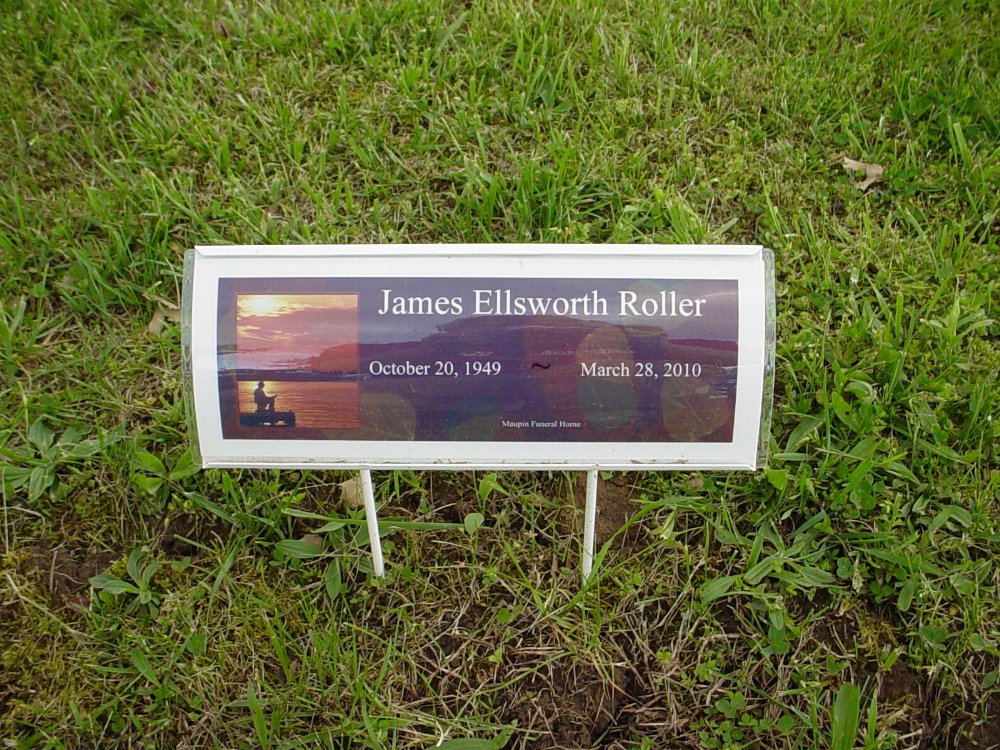 James Ellsworth Roller
October 20, 1949 ~ March 28, 2010
Maupin Funeral Home